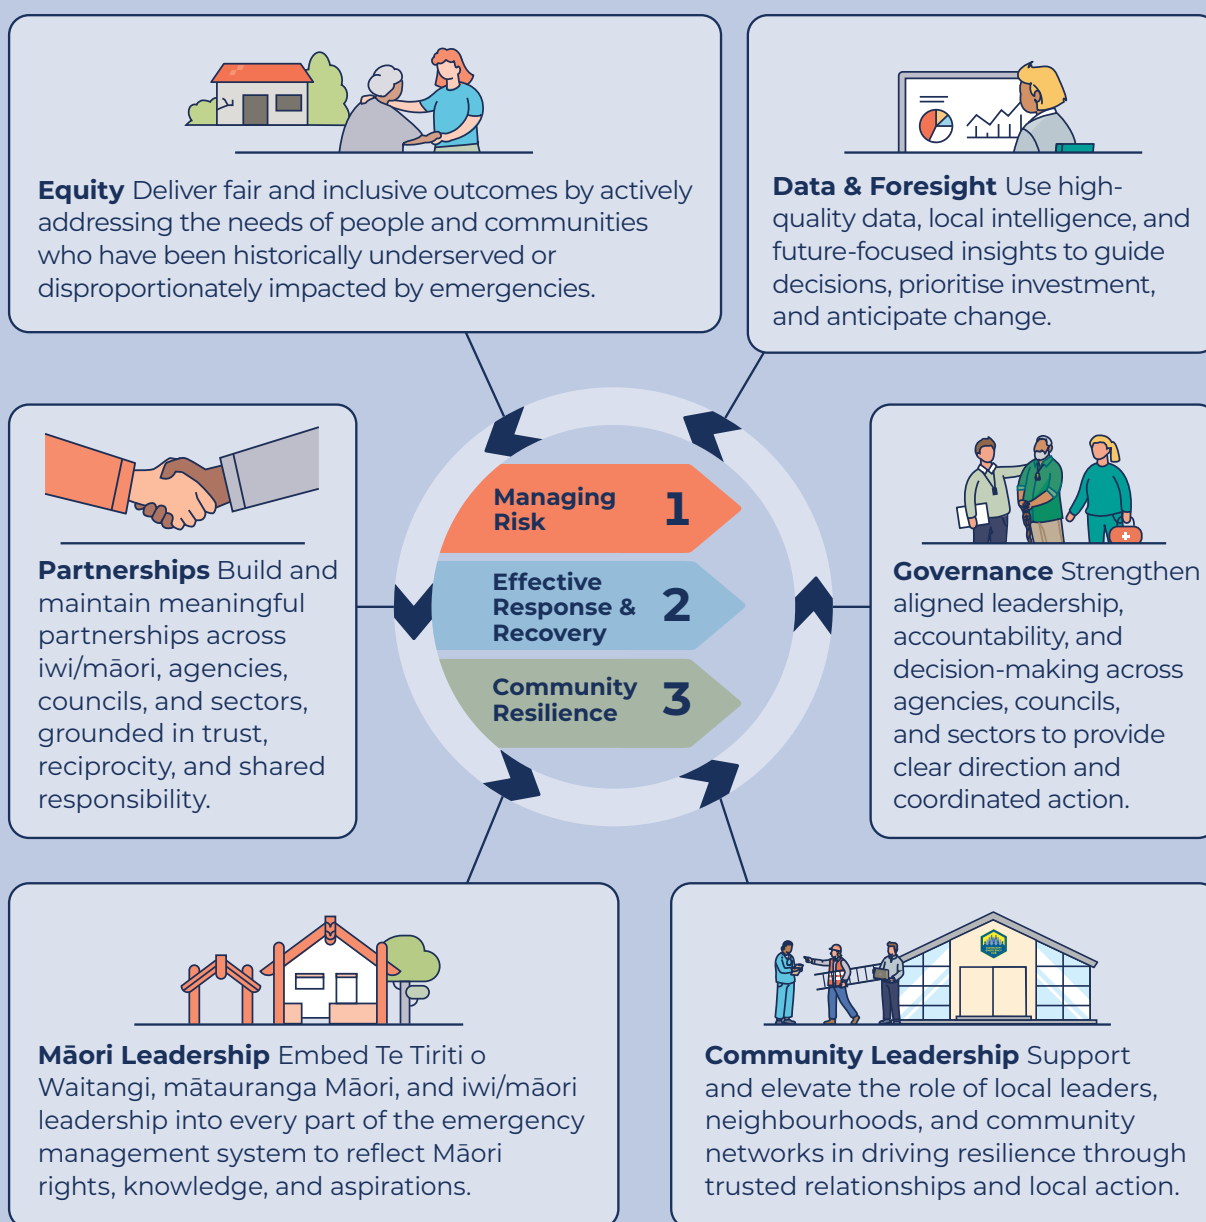 Equity Deliver fair and inclusive outcomes by actively
addressing the needs of people and communities
who have been historically underserved or
disproportionately impacted by emergencies.
Data & Foresight Use high-
quality data, local intelligence, and
future-focused insights to guide
decisions, prioritise investment,
and anticipate change.
Partnerships Build and
maintain meaningful
partnerships across
iwi/māori, agencies,
councils, and sectors,
grounded in trust,
reciprocity, and shared
responsibility.
Managing
Risk
1
Effective
Response &
Recovery
2
Community
Resilience
3
Governance Strengthen
aligned leadership,
accountability, and
decision-making across
agencies, councils,
and sectors to provide
clear direction and
coordinated action.
Māori Leadership Embed Te Tiriti o
Waitangi, mātauranga Māori, and iwi/māori
leadership into every part of the emergency
management system to reflect Māori
rights, knowledge, and aspirations.
Community Leadership Support
and elevate the role of local leaders,
neighbourhoods, and community
networks in driving resilience through
trusted relationships and local action.